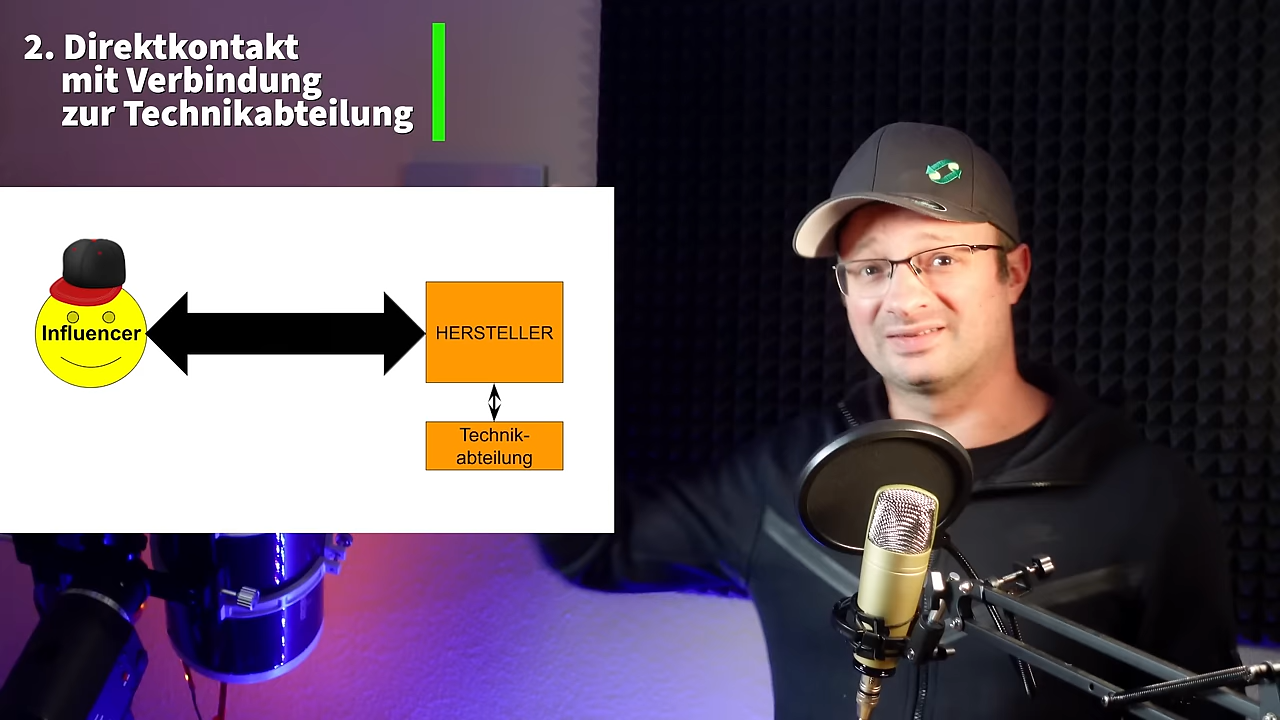 2. Direktkontakt
mit Verbindung
zur Technikabteilung
Influencer
HERSTELLER
Technik-
abteilung